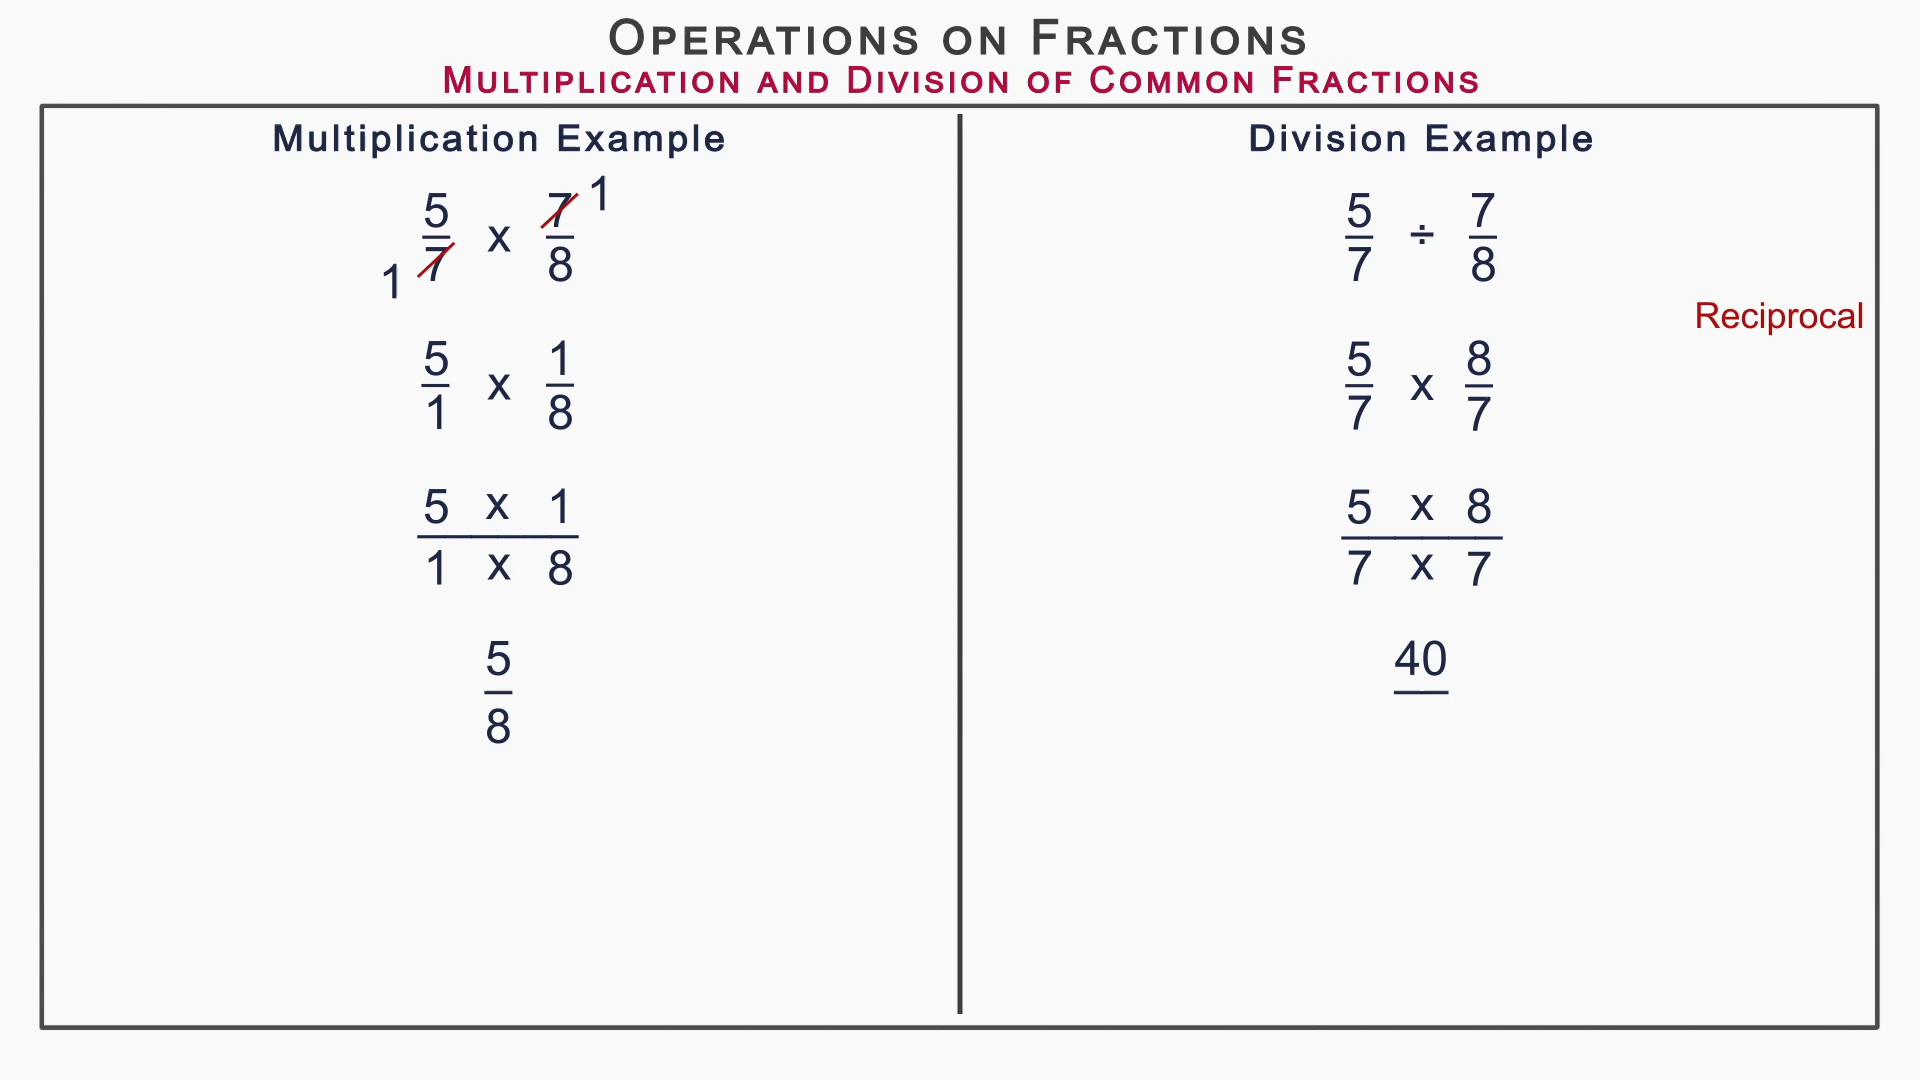 Operations on Fractions
Multiplication and Division of Common Fractions
Multiplication Example
5 x 7 1
1 7 8
5 x 1
1 8
5 x 1
1 x 8
5
8
Division Example
5 ÷ 7
7 8
Reciprocal
5 x 8
7 7
5 x 8
7 x 7
40